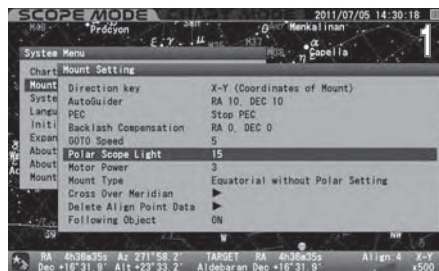 SCOPE MODE 2011/07/05 14:30:18
Procyon Menkalinan
ε.γ. μ M37 α 1
System Menu η Capella
Chart Mount Setting
Mount Direction key X-Y (Coordinates of Mount)
Syste AutoGuider RA 10, DEC 10
Langu PEC Stop PEC
Initi Backlash Compensation RA 0, DEC 0
Expan GOTO Speed 5
About Polar Scope Light 15
About Motor Power 3
Mount Mount Type Equatorial without Polar Setting
Cross Over Meridian ▶
Delete Align Point Data ▶
Following Object ON
W NW
RA 4h38m35s Az 271°58.2' TARGET RA 4h36m35s Align:4 X-Y
Dec +16°31.9' Alt +23°33.2' Aldebaran Dec +16°31.9' x500